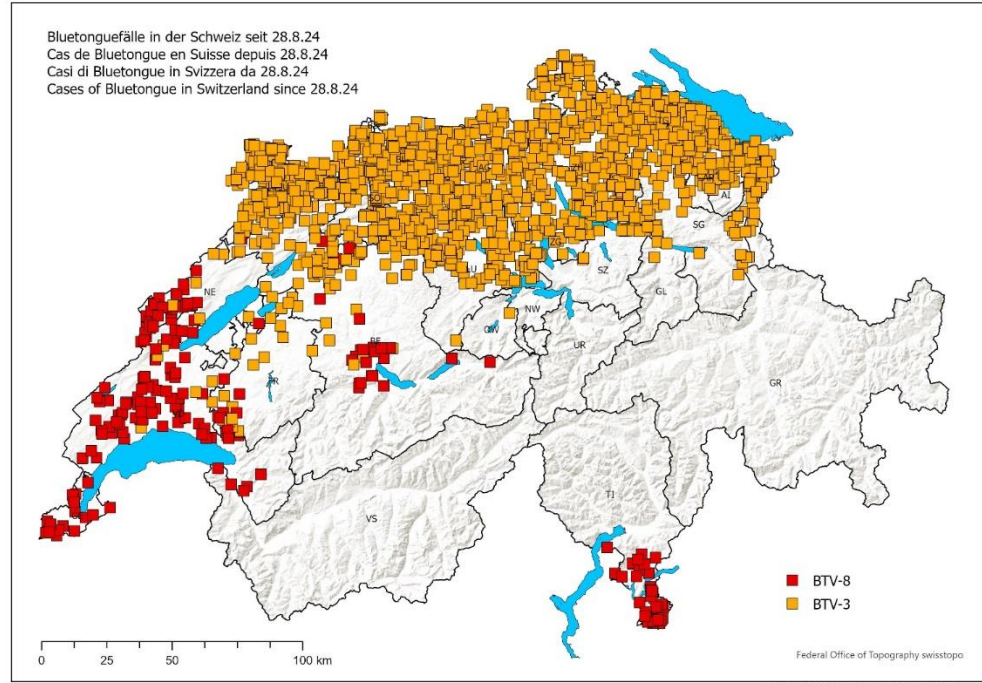 Bluetonguefälle in der Schweiz seit 28.8.24
Cas de Bluetongue en Suisse depuis 28.8.24
Casi di Bluetongue in Svizzera da 28.8.24
Cases of Bluetongue in Switzerland since 28.8.24
AI
SG
ZG
SZ
LU
NE
GL
NW
OW
UR
BE
FR
GR
TI
VS
BTV-8
BTV-3
0 25 50 100 km
Federal Office of Topography swisstopo